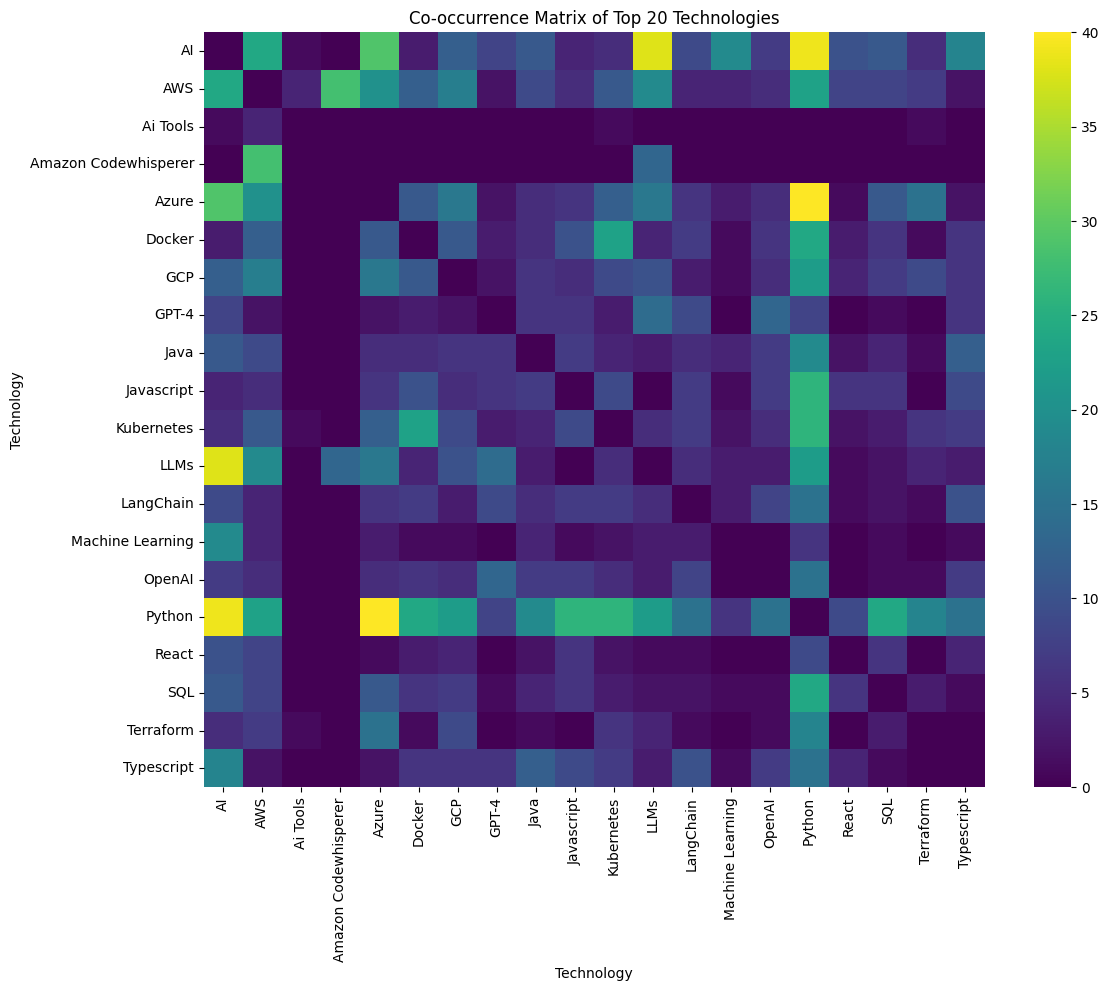 Co-occurrence Matrix of Top 20 Technologies
Technology
AI
AWS
Ai Tools
Amazon Codewhisperer
Azure
Docker
GCP
GPT-4
Java
Javascript
Kubernetes
LLMs
LangChain
Machine Learning
OpenAI
Python
React
SQL
Terraform
Typescript
AI
AWS
Ai Tools
Amazon Codewhisperer
Azure
Docker
GCP
GPT-4
Java
Javascript
Kubernetes
LLMs
LangChain
Machine Learning
OpenAI
Python
React
SQL
Terraform
Typescript
Technology
40
35
30
25
20
15
10
5
0